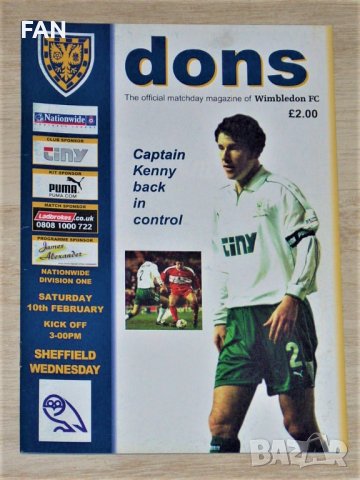 FAN
dons
The official matchday magazine of Wimbledon FC
£2.00
Nationwide
CLUB SPONSOR
tiny
KIT SPONSOR
PUMA
PUMA.COM
MATCH SPONSOR
Ladbrokes.co.uk
0808 1000 722
PROGRAMME SPONSOR
James
Alexander
NATIONWIDE
DIVISION ONE
SATURDAY
10th FEBRUARY
KICK OFF
3-00PM
SHEFFIELD
WEDNESDAY
Captain
Kenny
back
in
control
tiny
2
2
BAZAR